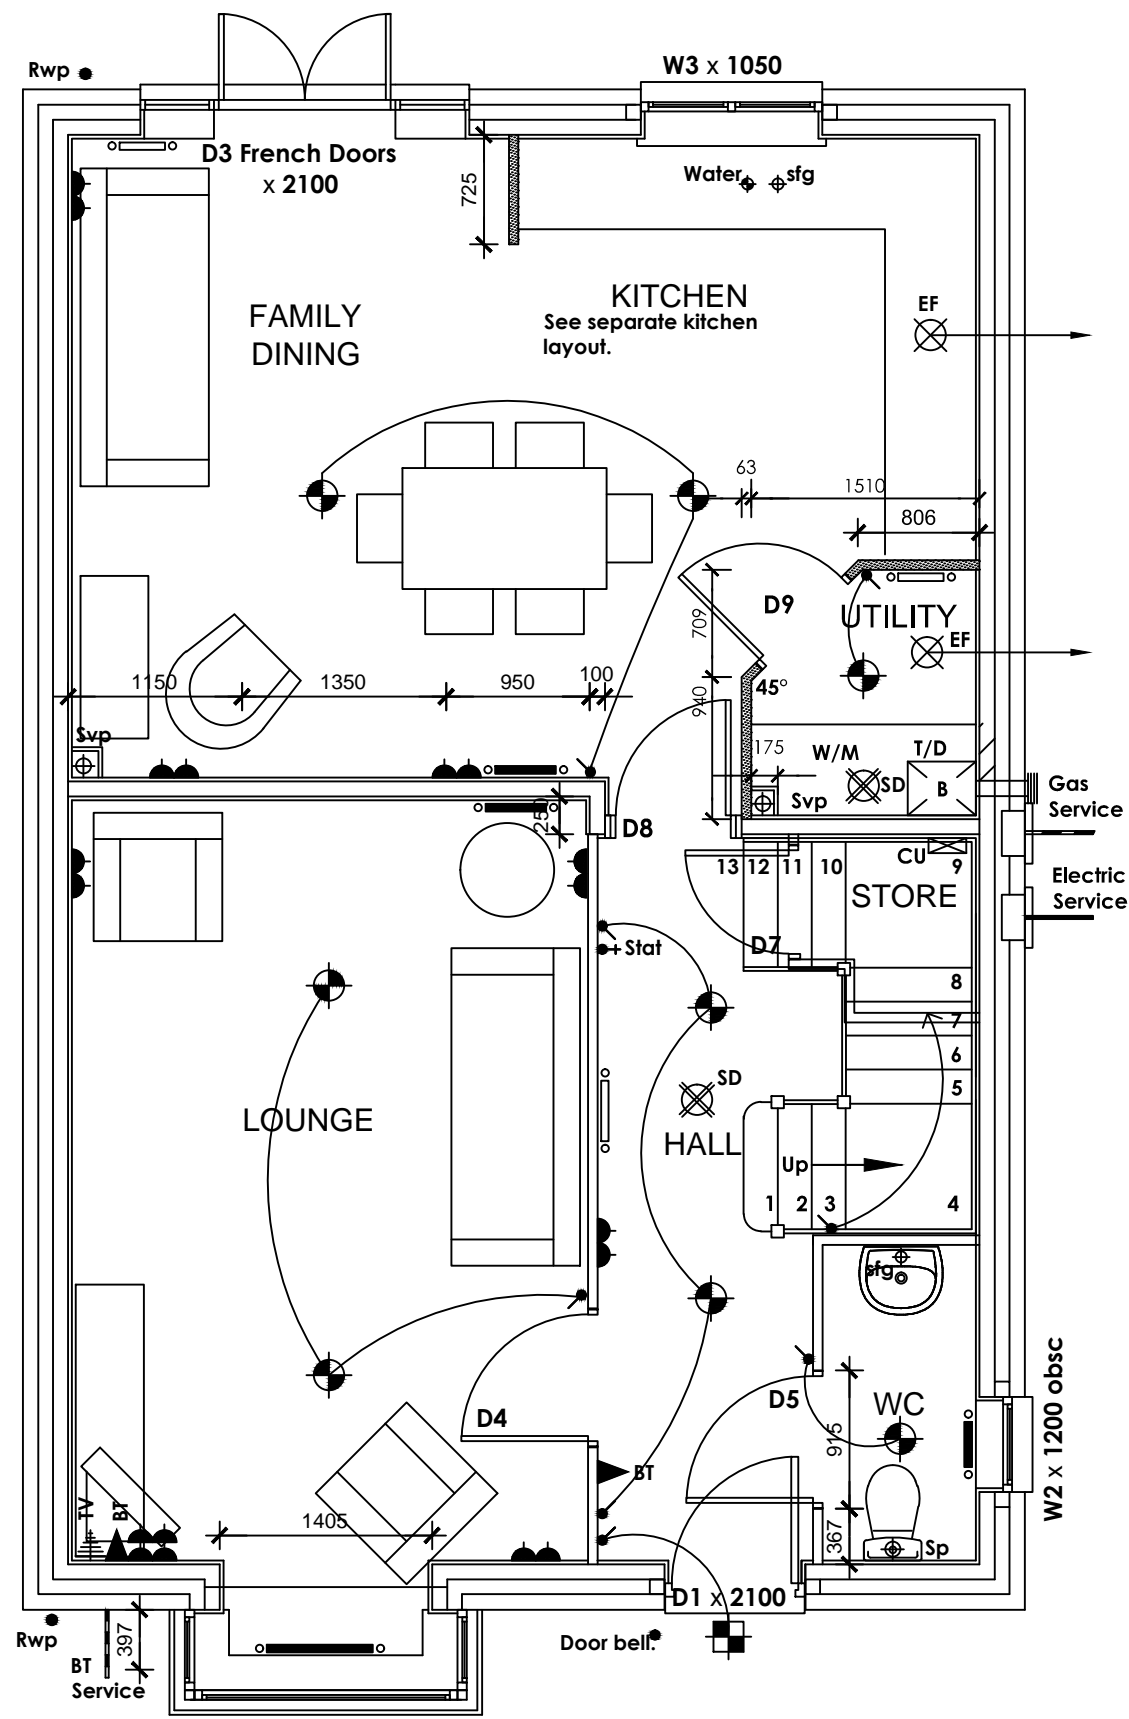 Rwp
W3 x 1050
D3 French Doors
x 2100
Water
sfg
725
KITCHEN
See separate kitchen
layout.
FAMILY
DINING
EF
63
1510
806
D9
UTILITY
EF
709
1150
1350
950
100
940
45°
Svp
175
W/M
T/D
SD
B
Svp
Gas
Service
250
D8
CU
13
12
11
10
9
STORE
Electric
Service
D7
Stat
8
7
6
5
SD
LOUNGE
HALL
Up
1
2
3
4
sfg
D4
D5
WC
915
W2 x 1200 obsc
BT
TV
BT
1405
367
Sp
D1 x 2100
Rwp
397
Door bell.
BT
Service